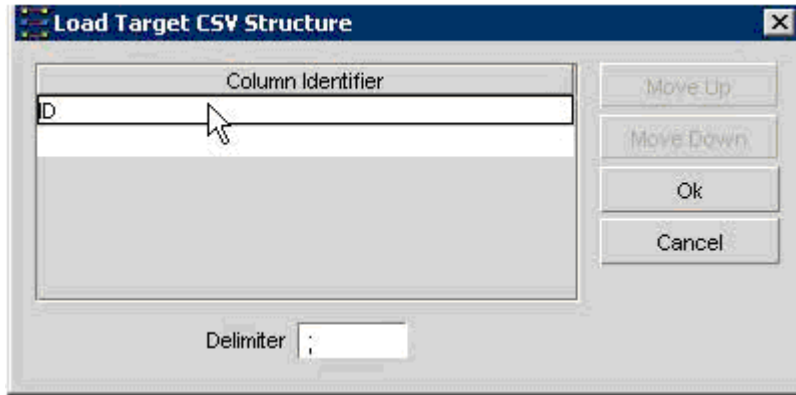 Load Target CSV Structure
Column Identifier
ID
Move Up
Move Down
Ok
Cancel
Delimiter ;